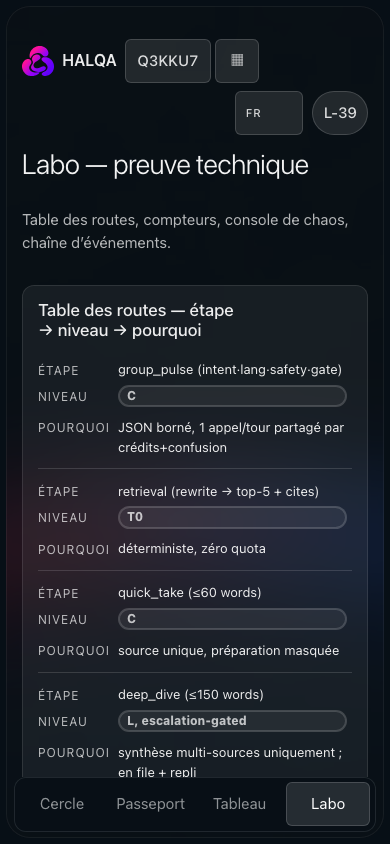 HALQA Q3KKU7
FR L-39
Labo — preuve technique
Table des routes, compteurs, console de chaos,
chaîne d'événements.
Table des routes — étape
→ niveau → pourquoi
ÉTAPE group_pulse (intent·lang·safety·gate)
NIVEAU C
POURQUOI JSON borné, 1 appel/tour partagé par
crédits+confusion
ÉTAPE retrieval (rewrite → top-5 + cites)
NIVEAU T0
POURQUOI déterministe, zéro quota
ÉTAPE quick_take (≤60 words)
NIVEAU C
POURQUOI source unique, préparation masquée
ÉTAPE deep_dive (≤150 words)
NIVEAU L, escalation-gated
POURQUOI synthèse multi-sources uniquement ;
en file + repli
Cercle Passeport Tableau Labo